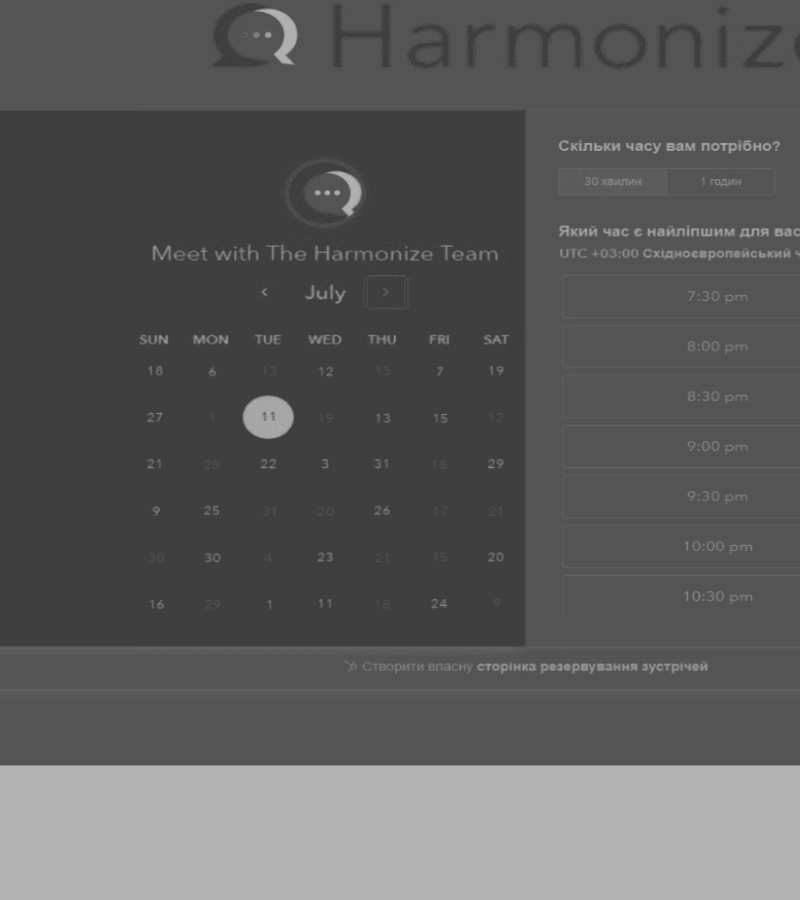 Harmonize
Meet with The Harmonize Team
July
SUN MON TUE WED THU FRI SAT
18 6 13 12 13 7 19
27 1 11 19 13 15 12
21 28 22 3 31 18 29
9 25 31 20 26 17 21
30 30 4 23 21 15 20
16 29 1 11 18 24 9
Скільки часу вам потрібно?
30 хвилин 1 годин
Який час є найліпшим для вас
UTC +03:00 Східноєвропейський ч
7:30 pm
8:00 pm
8:30 pm
9:00 pm
9:30 pm
10:00 pm
10:30 pm
Створити власну сторінка резервування зустрічей